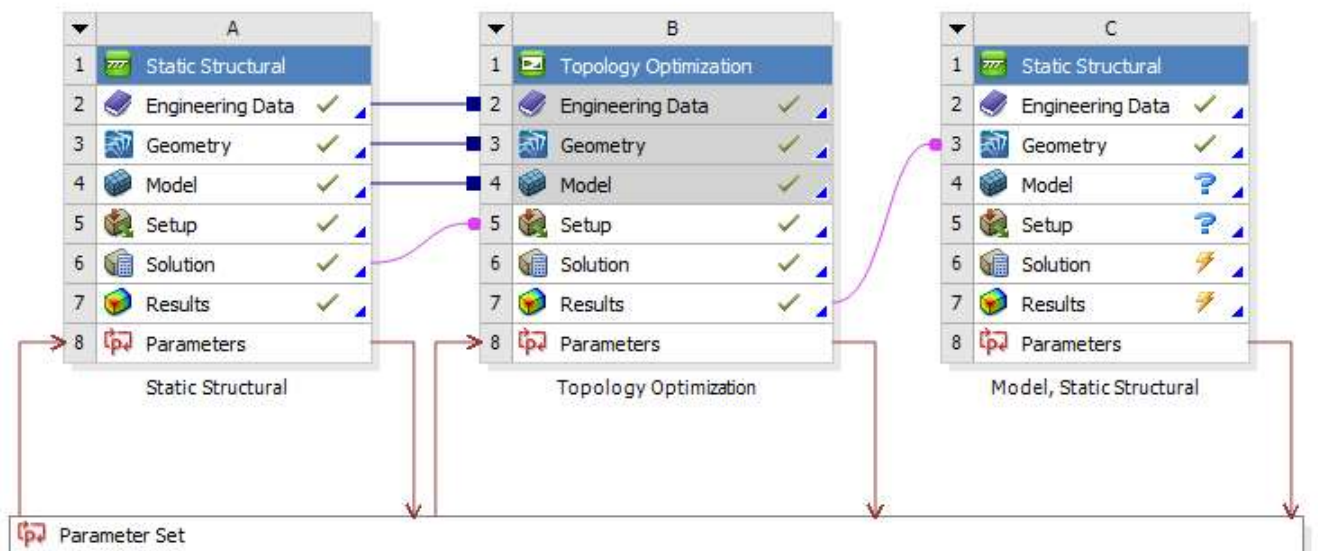 A
1 Static Structural
2 Engineering Data
3 Geometry
4 Model
5 Setup
6 Solution
7 Results
8 Parameters
Static Structural
B
1 Topology Optimization
2 Engineering Data
3 Geometry
4 Model
5 Setup
6 Solution
7 Results
8 Parameters
Topology Optimization
C
1 Static Structural
2 Engineering Data
3 Geometry
4 Model ?
5 Setup ?
6 Solution
7 Results
8 Parameters
Model, Static Structural
Parameter Set